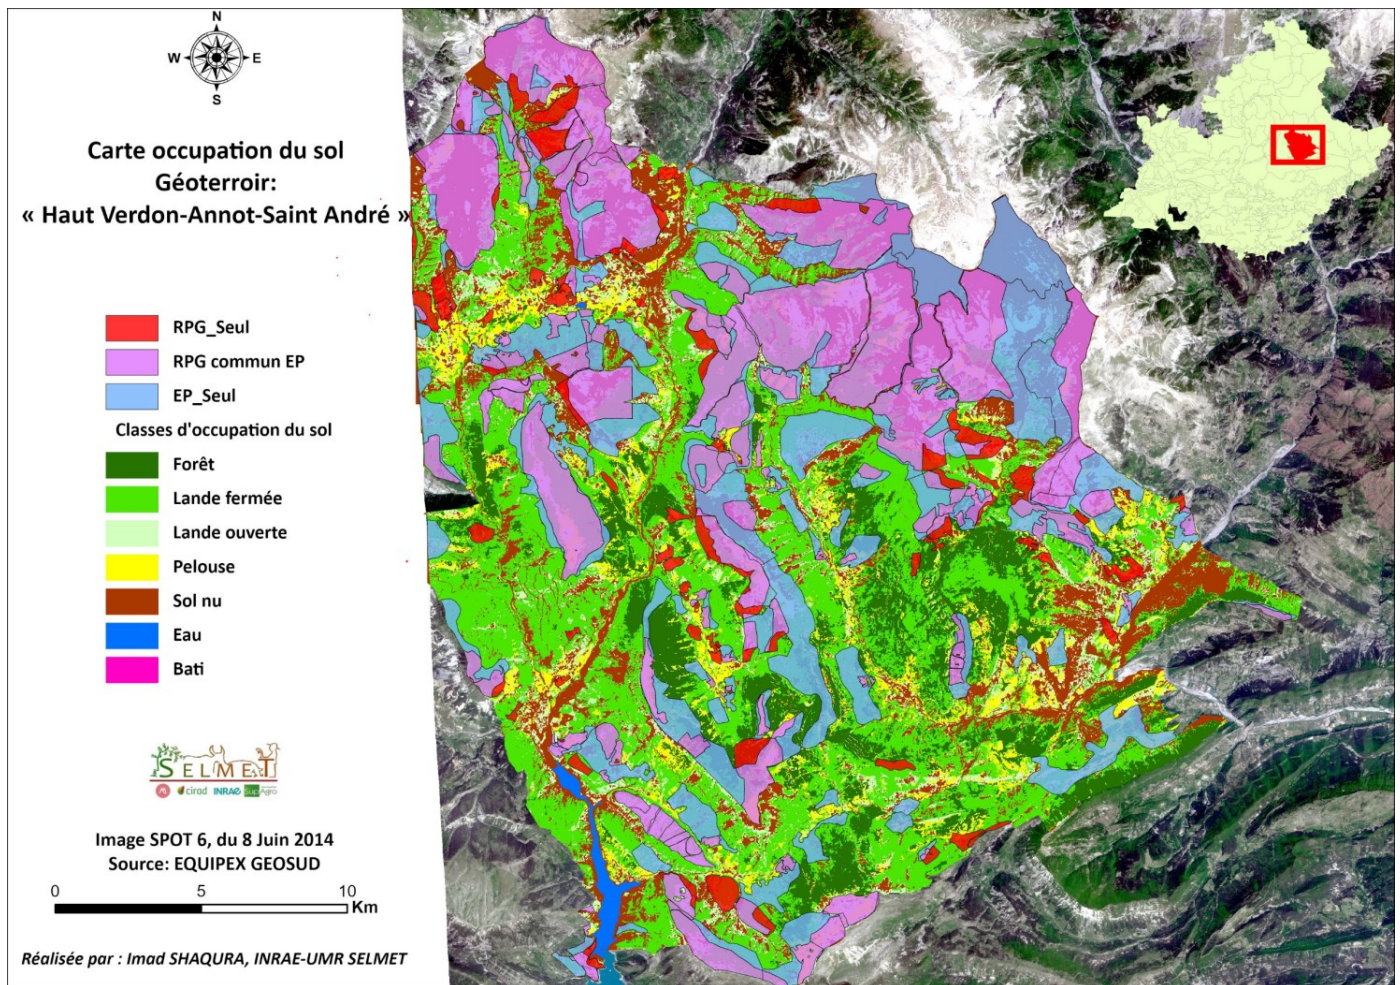 N
W E
S
Carte occupation du sol
Géoterroir:
« Haut Verdon-Annot-Saint André »
RPG_Seul
RPG commun EP
EP_Seul
Classes d'occupation du sol
Forêt
Lande fermée
Lande ouverte
Pelouse
Sol nu
Eau
Bati
SELMET
cirad INRAE SupAgro
Image SPOT 6, du 8 Juin 2014
Source: EQUIPEX GEOSUD
0 5 10
Km
Réalisée par : Imad SHAQURA, INRAE-UMR SELMET